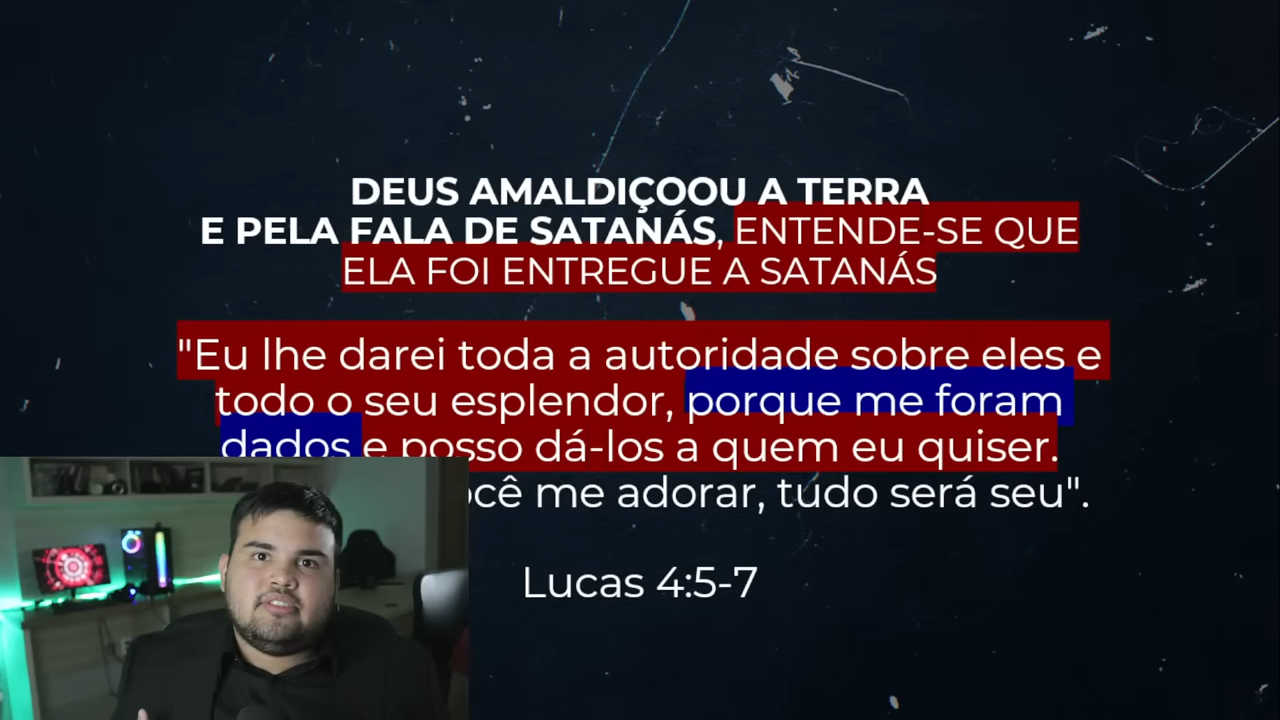 DEUS AMALDIÇOOU A TERRA
E PELA FALA DE SATANÁS, ENTENDE-SE QUE
ELA FOI ENTREGUE A SATANÁS
"Eu lhe darei toda a autoridade sobre eles e
todo o seu esplendor, porque me foram
dados e posso dá-los a quem eu quiser.
me adorar, tudo será seu".
Lucas 4:5-7